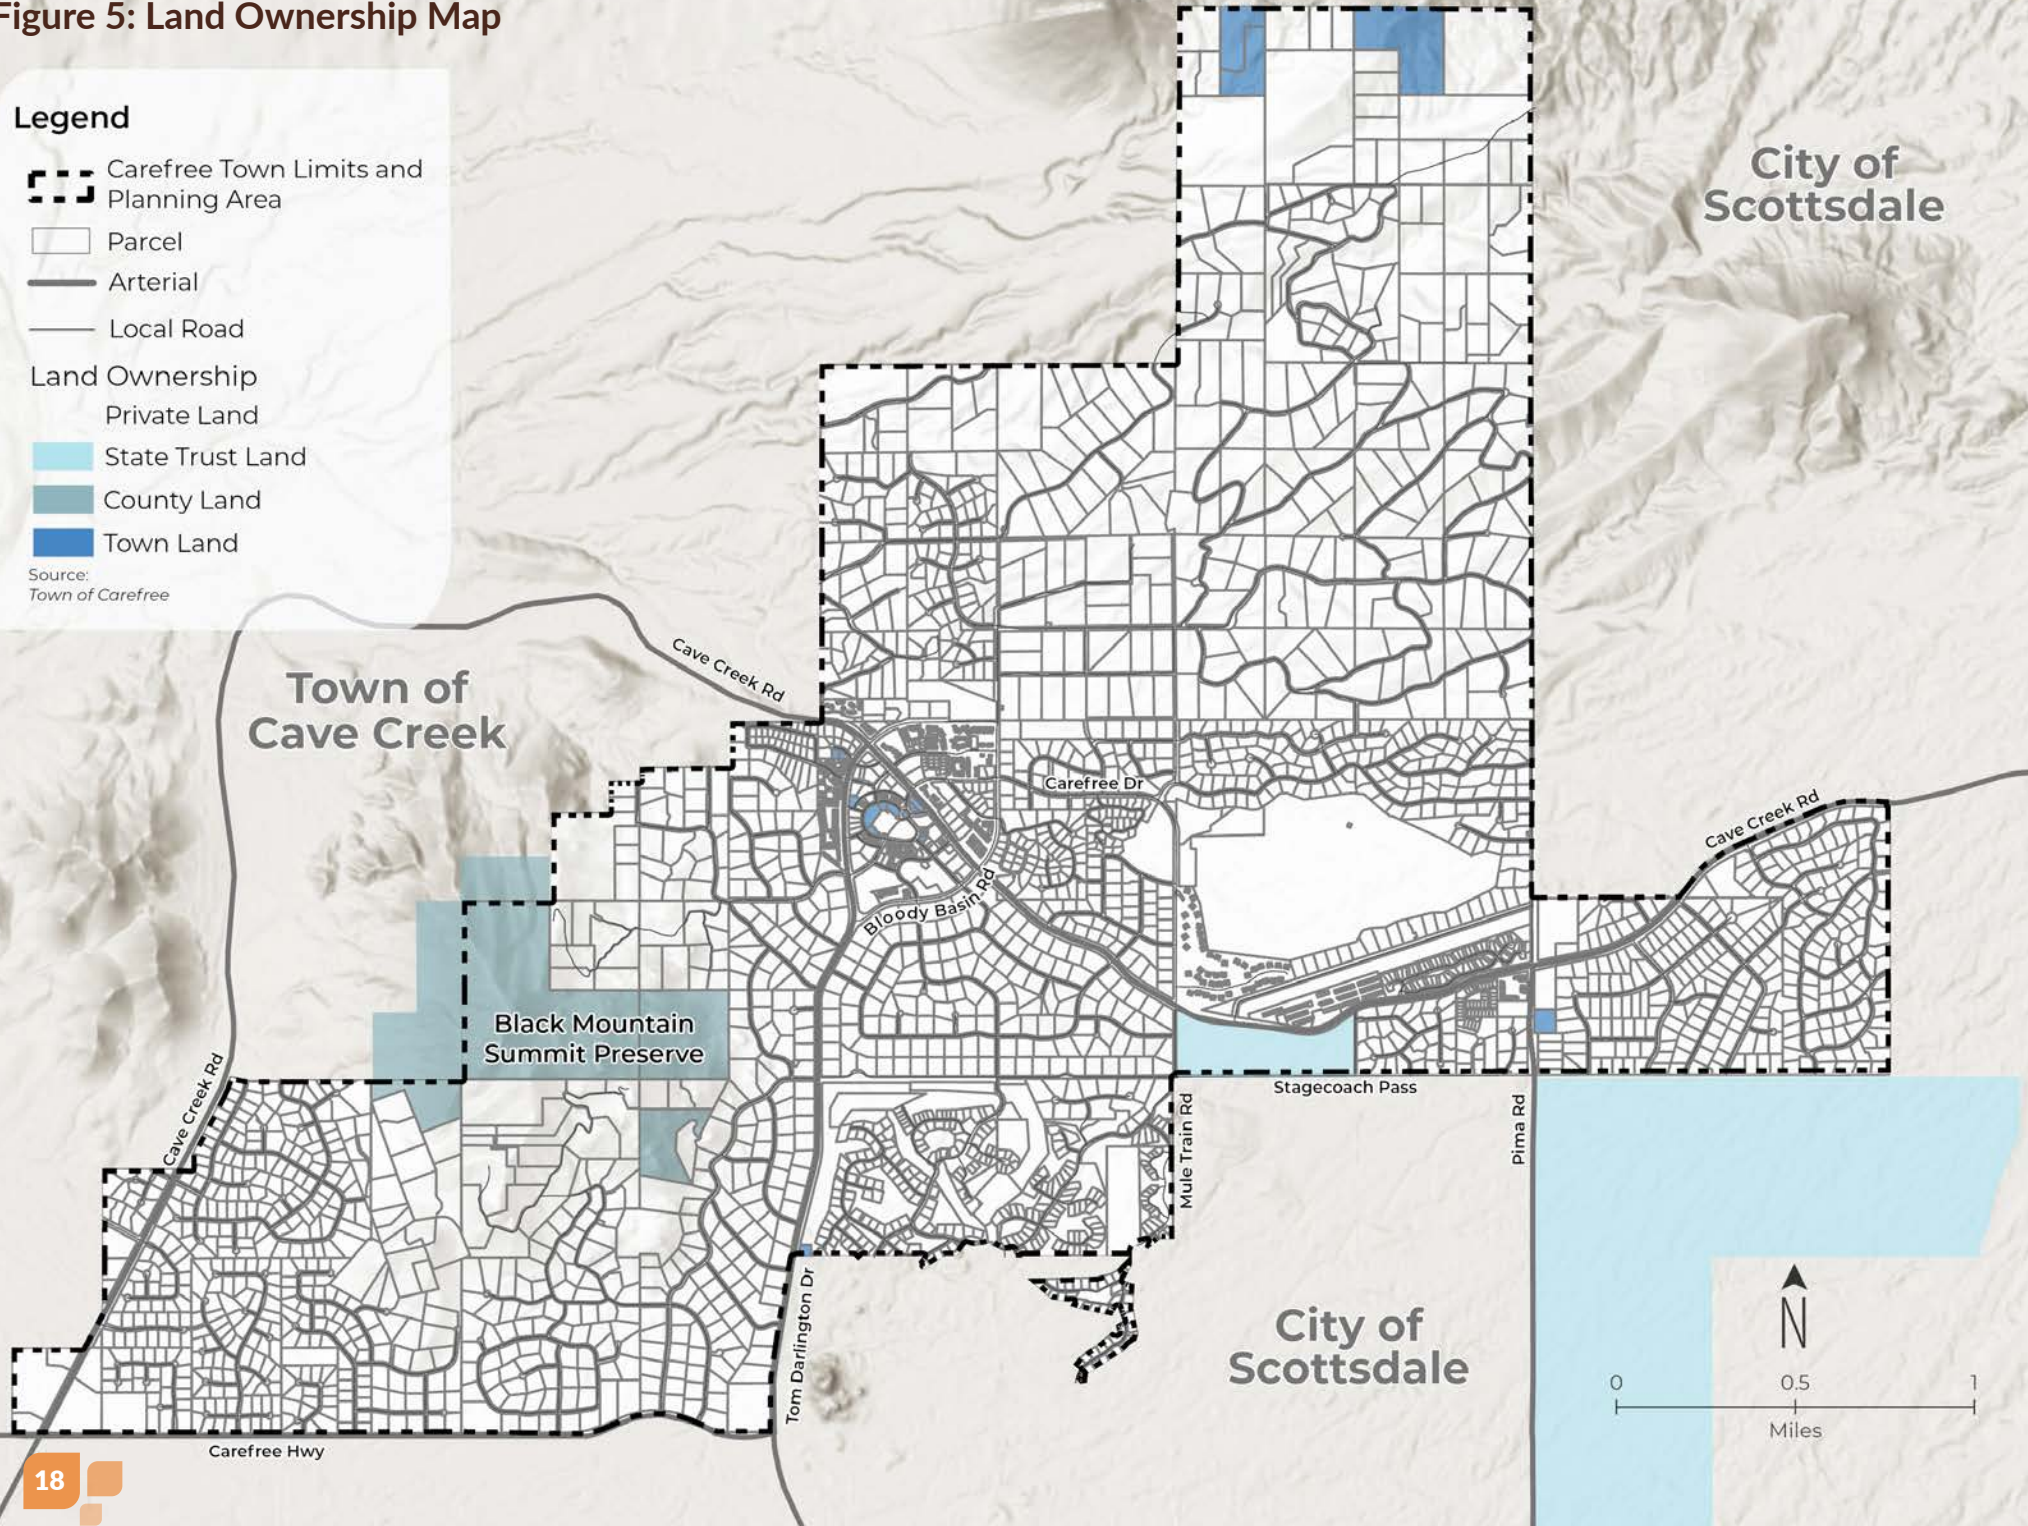 Figure 5: Land Ownership Map
Legend
Carefree Town Limits and
Planning Area
Parcel
Arterial
Local Road
Land Ownership
Private Land
State Trust Land
County Land
Town Land
Source:
Town of Carefree
City of
Scottsdale
Town of
Cave Creek
Cave Creek Rd
Carefree Dr
Cave Creek Rd
Bloody Basin Rd
Black Mountain
Summit Preserve
Cave Creek Rd
Stagecoach Pass
Mule Train Rd
Pima Rd
Tom Darlington Dr
City of
Scottsdale
N
0 0.5 1
Miles
Carefree Hwy
18